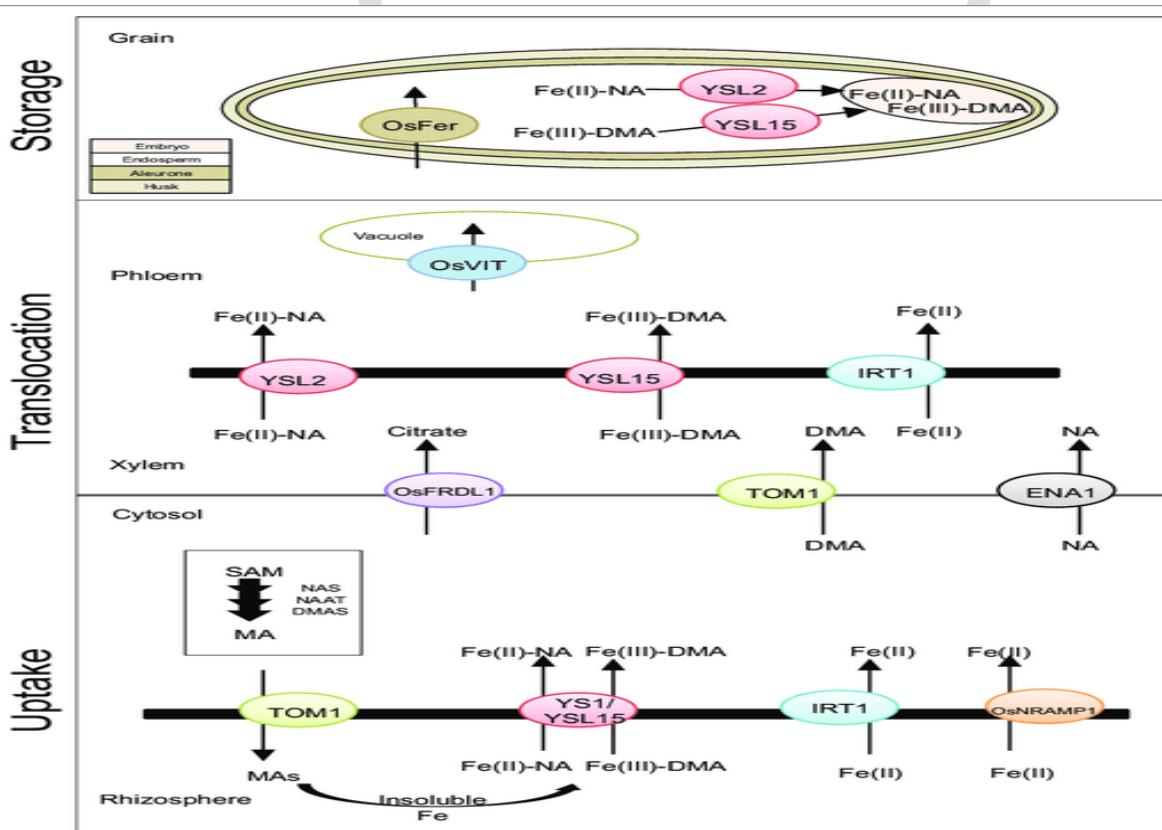 Storage
Grain
Fe(II)-NA
YSL2
Fe(II)-NA
OsFer
Fe(III)-DMA
YSL15
Fe(III)-DMA
Embryo
Endosperm
Aleurone
Husk
Translocation
Vacuole
OsVIT
Phloem
Fe(II)-NA
Fe(III)-DMA
Fe(II)
YSL2
YSL15
IRT1
Fe(II)-NA
Fe(III)-DMA
Fe(II)
Citrate
DMA
NA
Xylem
OsFRDL1
TOM1
ENA1
Cytosol
DMA
NA
Uptake
SAM
NAS
NAAT
DMAS
MA
Fe(II)-NA
Fe(III)-DMA
Fe(II)
Fe(II)
TOM1
YS1/
YSL15
IRT1
OsNRAMP1
MAs
Fe(II)-NA
Fe(III)-DMA
Fe(II)
Fe(II)
Rhizosphere
Insoluble
Fe